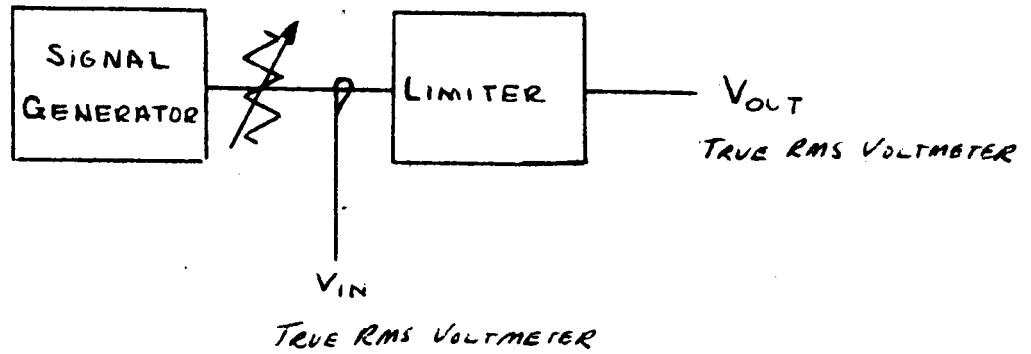 SIGNAL
GENERATOR
LIMITER
VOUT
TRUE RMS VOLTMETER
VIN
TRUE RMS VOLTMETER